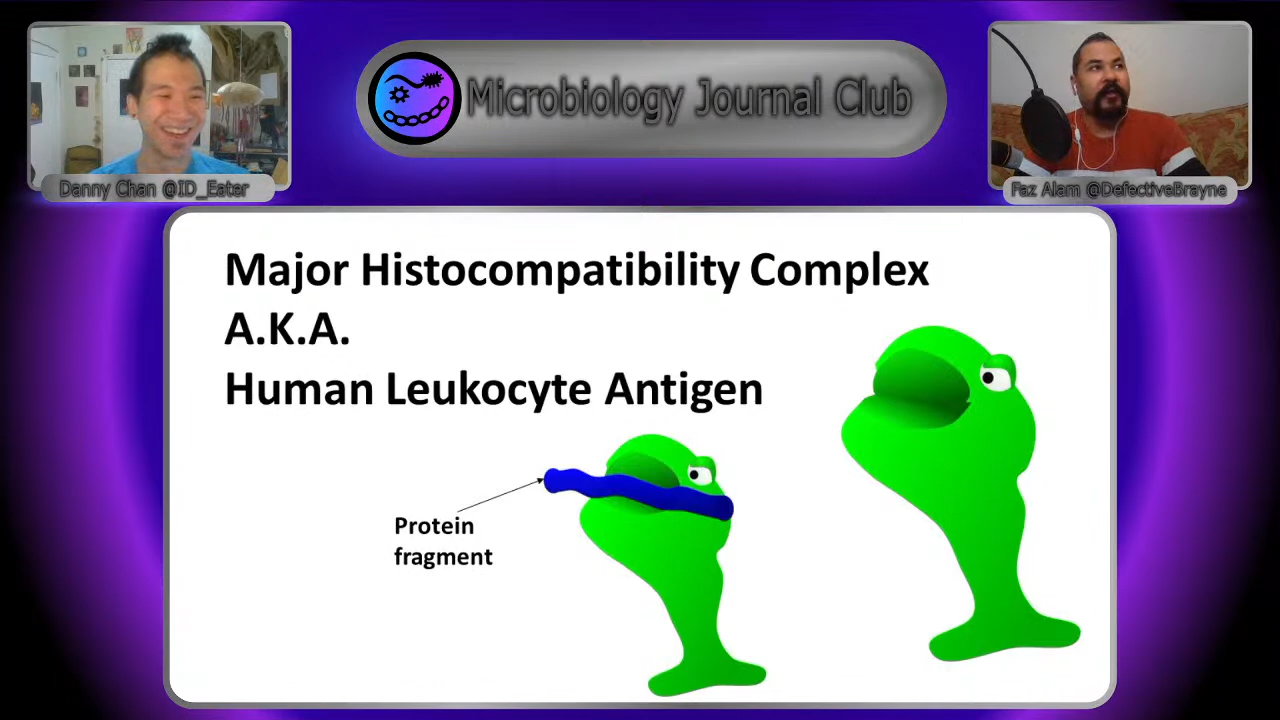 Microbiology Journal Club
Danny Chan @ID_Eater
Faz Alam @DefectiveBrayne
Major Histocompatibility Complex
A.K.A.
Human Leukocyte Antigen
Protein
fragment